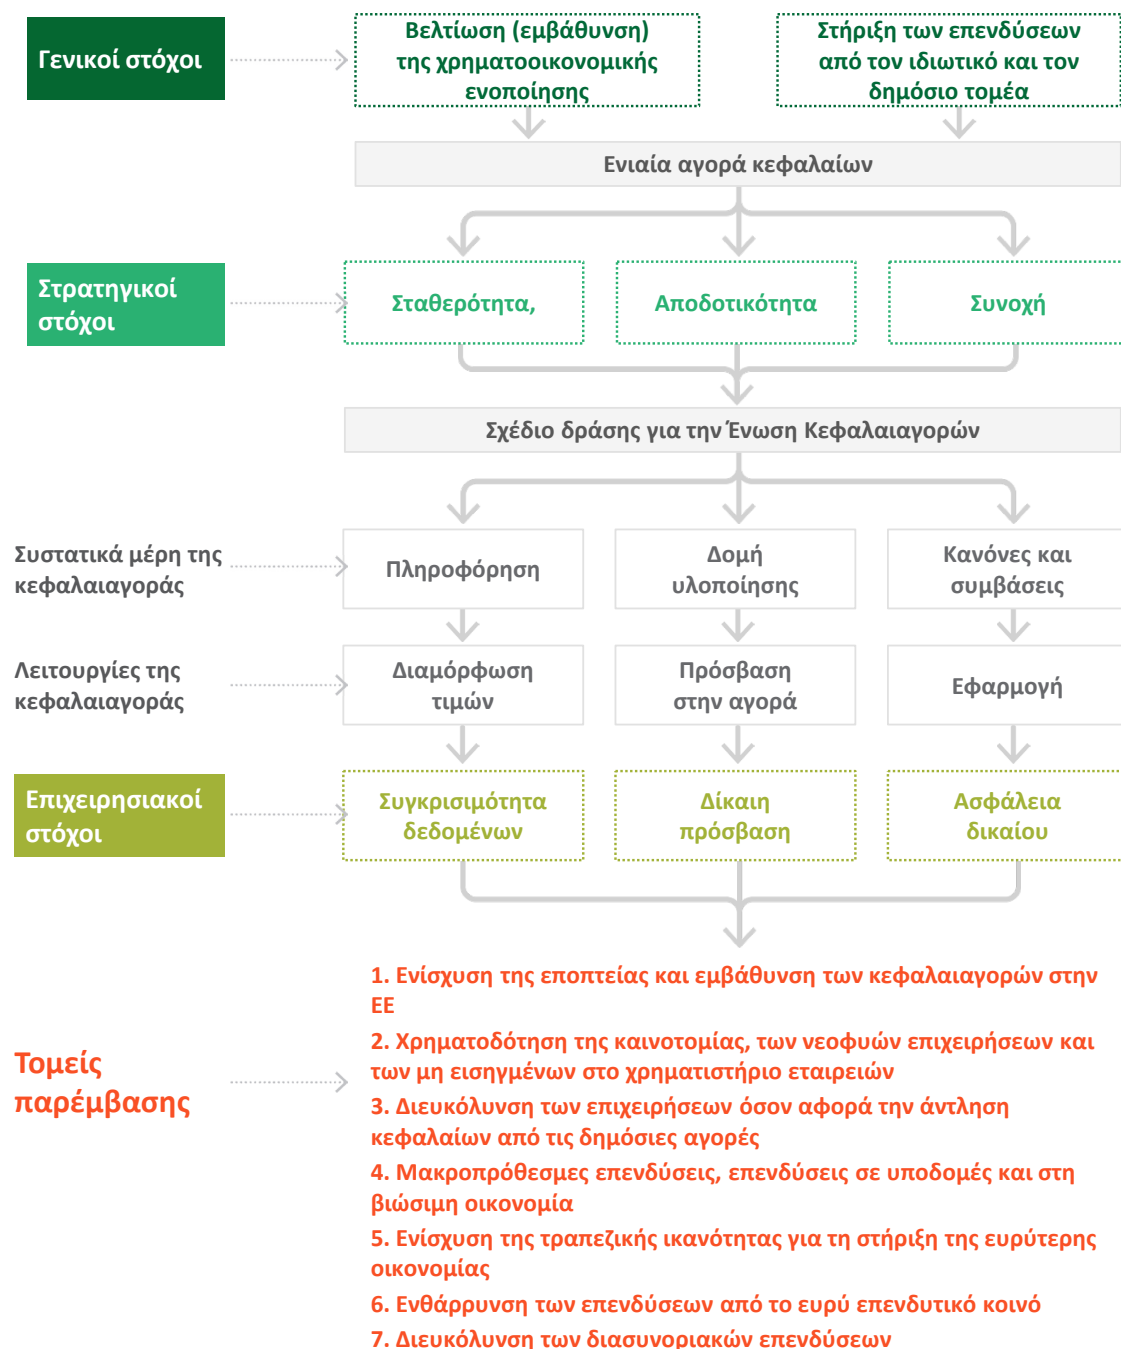 Γενικοί στόχοι
Βελτίωση (εμβάθυνση)
της χρηματοοικονομικής
ενοποίησης
Στήριξη των επενδύσεων
από τον ιδιωτικό και τον
δημόσιο τομέα
Ενιαία αγορά κεφαλαίων
Στρατηγικοί
στόχοι
Σταθερότητα,
Αποδοτικότητα
Συνοχή
Σχέδιο δράσης για την Ένωση Κεφαλαιαγορών
Συστατικά μέρη της
κεφαλαιαγοράς
Πληροφόρηση
Δομή
υλοποίησης
Κανόνες και
συμβάσεις
Λειτουργίες της
κεφαλαιαγοράς
Διαμόρφωση
τιμών
Πρόσβαση
στην αγορά
Εφαρμογή
Επιχειρησιακοί
στόχοι
Συγκρισιμότητα
δεδομένων
Δίκαιη
πρόσβαση
Ασφάλεια
δικαίου
Τομείς
παρέμβασης
1. Ενίσχυση της εποπτείας και εμβάθυνση των κεφαλαιαγορών στην
ΕΕ
2. Χρηματοδότηση της καινοτομίας, των νεοφυών επιχειρήσεων και
των μη εισηγμένων στο χρηματιστήριο εταιρειών
3. Διευκόλυνση των επιχειρήσεων όσον αφορά την άντληση
κεφαλαίων από τις δημόσιες αγορές
4. Μακροπρόθεσμες επενδύσεις, επενδύσεις σε υποδομές και στη
βιώσιμη οικονομία
5. Ενίσχυση της τραπεζικής ικανότητας για τη στήριξη της ευρύτερης
οικονομίας
6. Ενθάρρυνση των επενδύσεων από το ευρύ επενδυτικό κοινό
7. Διευκόλυνση των διασυνοριακών επενδύσεων